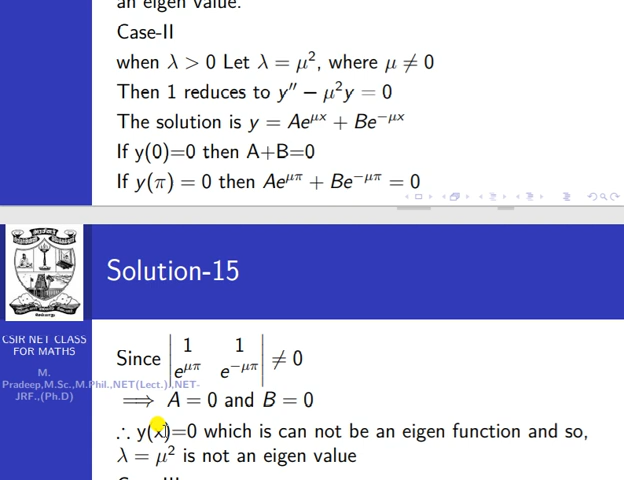 an eigen value.
Case-II
when λ > 0 Let λ = μ², where μ ≠ 0
Then 1 reduces to y′′ − μ²y = 0
The solution is y = Ae^{μx} + Be^{−μx}
If y(0)=0 then A+B=0
If y(π) = 0 then Ae^{μπ} + Be^{−μπ} = 0
Solution-15
CSIR NET CLASS
FOR MATHS
M.
Pradeep,M.Sc.,M.Phil.,NET(Lect.),NET-
JRF.,(Ph.D)
Since | 1 1 |
| e^{μπ} e^{−μπ} | ≠ 0
⟹ A = 0 and B = 0
∴ y(x)=0 which is can not be an eigen function and so,
λ = μ² is not an eigen value